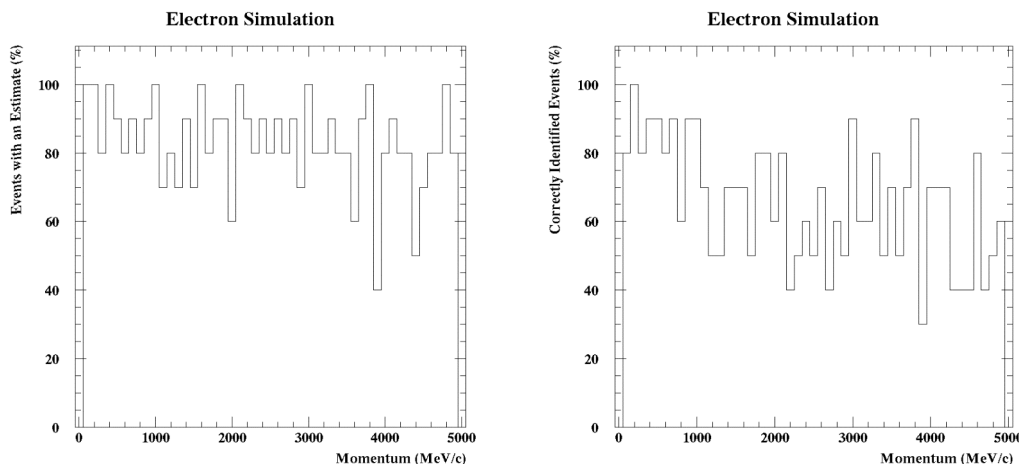 Electron Simulation
Events with an Estimate (%)
100
80
60
40
20
0
0 1000 2000 3000 4000 5000
Momentum (MeV/c)
Electron Simulation
Correctly Identified Events (%)
100
80
60
40
20
0
0 1000 2000 3000 4000 5000
Momentum (MeV/c)